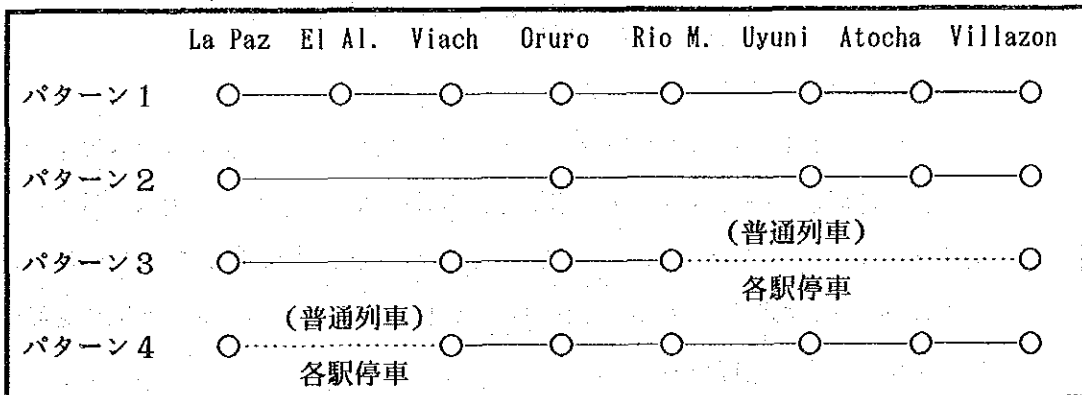 La Paz El Al. Viach Oruro Rio M. Uyuni Atocha Villazon
パターン1
パターン2
(普通列車)
パターン3
各駅停車
(普通列車)
パターン4
各駅停車